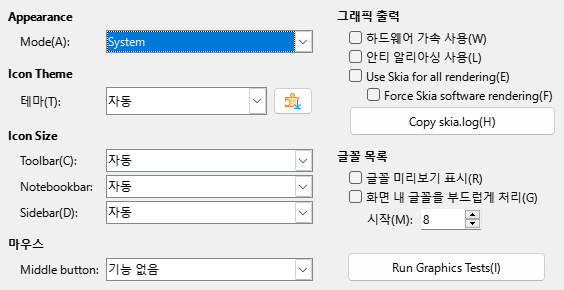 Appearance
Mode(A): System
Icon Theme
테마(T): 자동
Icon Size
Toolbar(C): 자동
Notebookbar: 자동
Sidebar(D): 자동
마우스
Middle button: 기능 없음
그래픽 출력
하드웨어 가속 사용(W)
안티 알리아싱 사용(L)
Use Skia for all rendering(E)
Force Skia software rendering(F)
Copy skia.log(H)
글꼴 목록
글꼴 미리보기 표시(R)
화면 내 글꼴을 부드럽게 처리(G)
시작(M): 8
Run Graphics Tests(I)